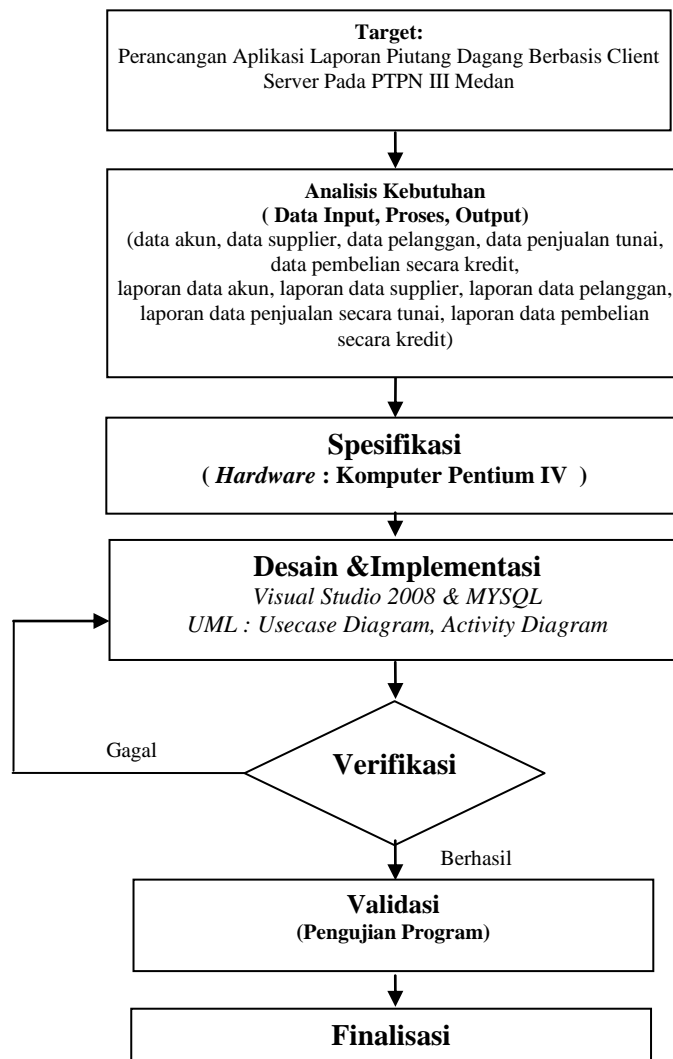 Target:
Perancangan Aplikasi Laporan Piutang Dagang Berbasis Client
Server Pada PTPN III Medan
Analisis Kebutuhan
( Data Input, Proses, Output)
(data akun, data supplier, data pelanggan, data penjualan tunai,
data pembelian secara kredit,
laporan data akun, laporan data supplier, laporan data pelanggan,
laporan data penjualan secara tunai, laporan data pembelian
secara kredit)
Spesifikasi
( Hardware : Komputer Pentium IV )
Desain &Implementasi
Visual Studio 2008 & MYSQL
UML : Usecase Diagram, Activity Diagram
Gagal
Verifikasi
Berhasil
Validasi
(Pengujian Program)
Finalisasi